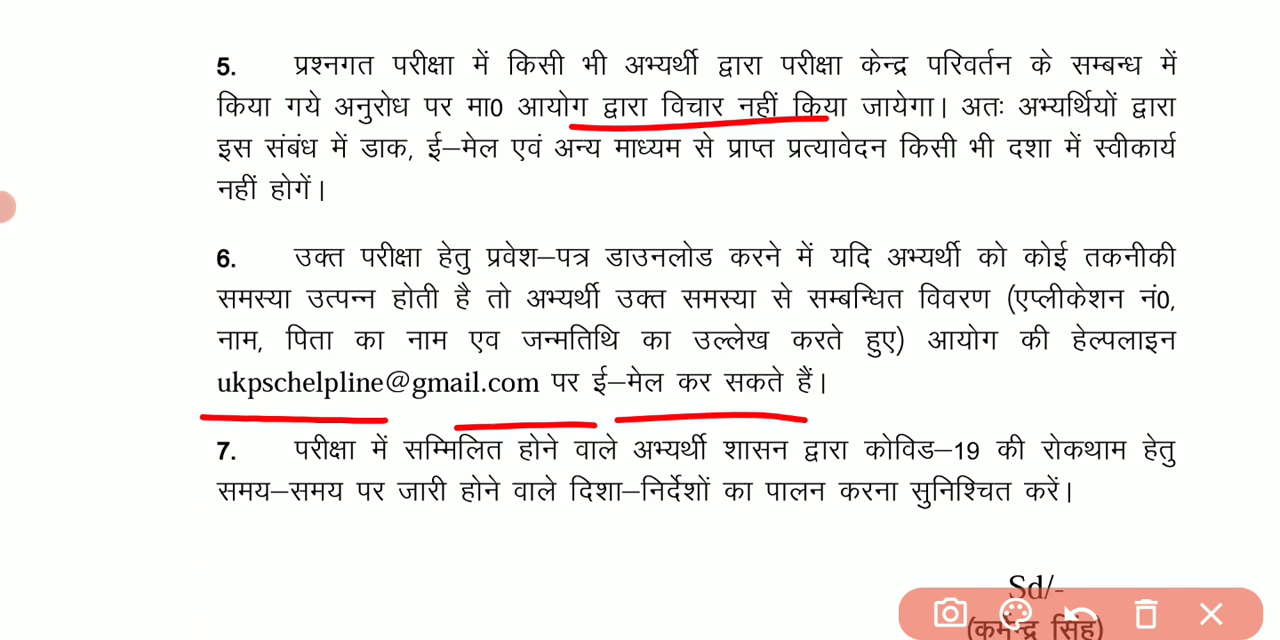 5. प्रश्नगत परीक्षा में किसी भी अभ्यर्थी द्वारा परीक्षा केन्द्र परिवर्तन के सम्बन्ध में
किया गये अनुरोध पर मा0 आयोग द्वारा विचार नहीं किया जायेगा। अतः अभ्यर्थियों द्वारा
इस संबंध में डाक, ई–मेल एवं अन्य माध्यम से प्राप्त प्रत्यावेदन किसी भी दशा में स्वीकार्य
नहीं होगें।
6. उक्त परीक्षा हेतु प्रवेश–पत्र डाउनलोड करने में यदि अभ्यर्थी को कोई तकनीकी
समस्या उत्पन्न होती है तो अभ्यर्थी उक्त समस्या से सम्बन्धित विवरण (एप्लीकेशन नं0,
नाम, पिता का नाम एव जन्मतिथि का उल्लेख करते हुए) आयोग की हेल्पलाइन
ukpschelpline@gmail.com पर ई–मेल कर सकते हैं।
7. परीक्षा में सम्मिलित होने वाले अभ्यर्थी शासन द्वारा कोविड–19 की रोकथाम हेतु
समय–समय पर जारी होने वाले दिशा–निर्देशों का पालन करना सुनिश्चित करें।
Sd/-
(कर्मेन्द्र सिंह)